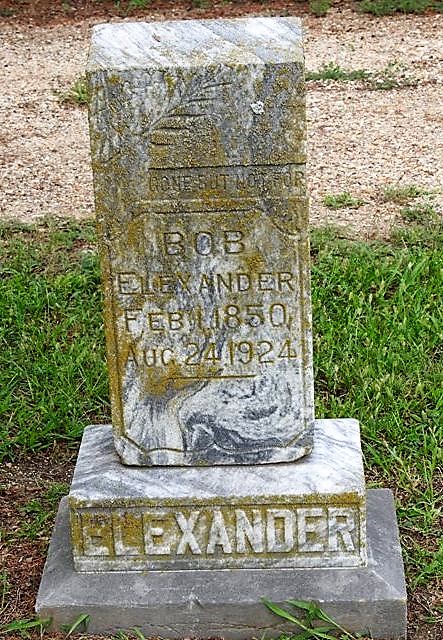 GONE BUT NOT FOR
BOB
ELEXANDER
FEB. 1, 1850
AUG 24 1924
ELEXANDER